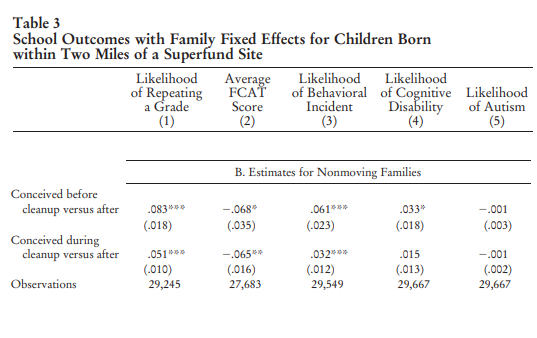 Table 3
School Outcomes with Family Fixed Effects for Children Born
within Two Miles of a Superfund Site
Likelihood of Repeating a Grade (1) Average FCAT Score (2) Likelihood of Behavioral Incident (3) Likelihood of Cognitive Disability (4) Likelihood of Autism (5)
B. Estimates for Nonmoving Families
Conceived before
cleanup versus after .083*** −.068* .061*** .033* −.001
(.018) (.035) (.023) (.018) (.003)
Conceived during
cleanup versus after .051*** −.065** .032*** .015 −.001
(.010) (.016) (.012) (.013) (.002)
Observations 29,245 27,683 29,549 29,667 29,667